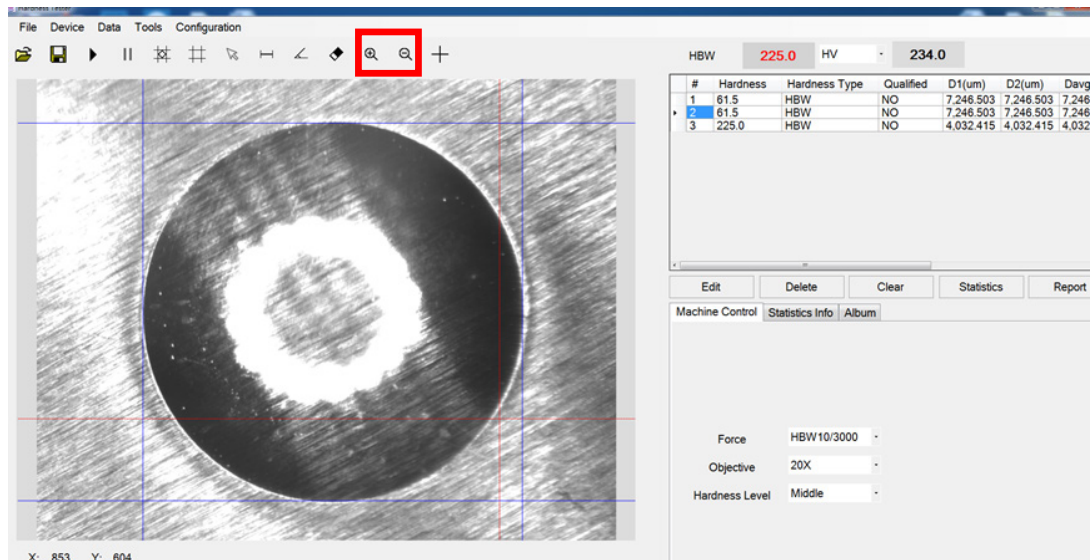 Hardness Tester
File Device Data Tools Configuration
HBW 225.0 HV 234.0
# Hardness Hardness Type Qualified D1(um) D2(um) Davg
1 61.5 HBW NO 7,246.503 7,246.503 7,246
2 61.5 HBW NO 7,246.503 7,246.503 7,246
3 225.0 HBW NO 4,032.415 4,032.415 4,032
Edit Delete Clear Statistics Report
Machine Control Statistics Info Album
Force HBW10/3000
Objective 20X
Hardness Level Middle
X: 853 Y: 604